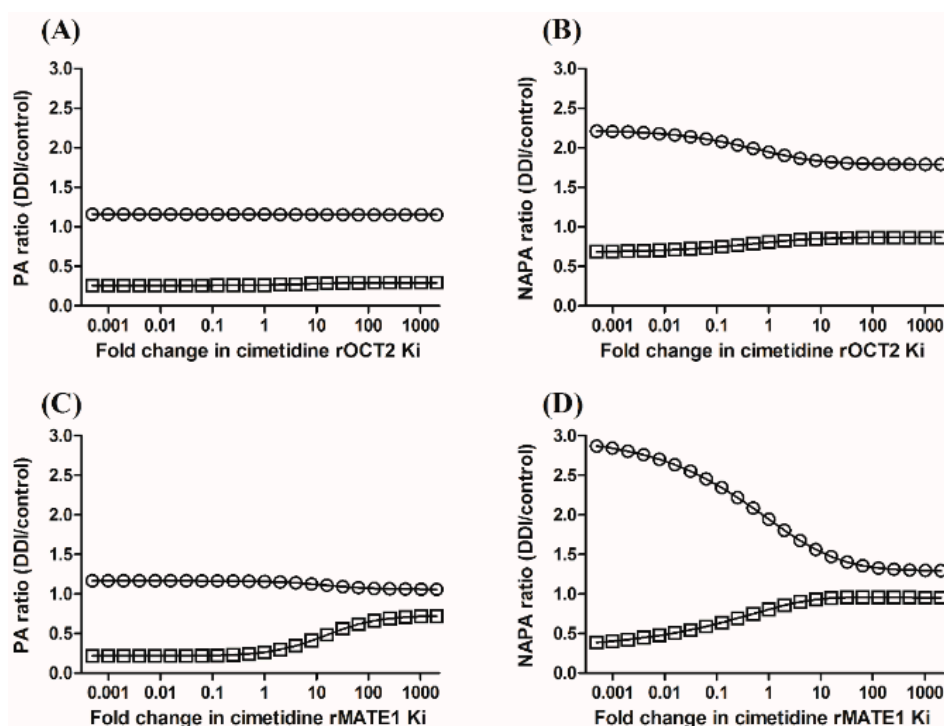 (A)
(B)
PA ratio (DDI/control)
3.0
2.5
2.0
1.5
1.0
0.5
0.0
0.001 0.01 0.1 1 10 100 1000
Fold change in cimetidine rOCT2 Ki
NAPA ratio (DDI/control)
3.0
2.5
2.0
1.5
1.0
0.5
0.0
0.001 0.01 0.1 1 10 100 1000
Fold change in cimetidine rOCT2 Ki
(C)
(D)
PA ratio (DDI/control)
3.0
2.5
2.0
1.5
1.0
0.5
0.0
0.001 0.01 0.1 1 10 100 1000
Fold change in cimetidine rMATE1 Ki
NAPA ratio (DDI/control)
3.0
2.5
2.0
1.5
1.0
0.5
0.0
0.001 0.01 0.1 1 10 100 1000
Fold change in cimetidine rMATE1 Ki